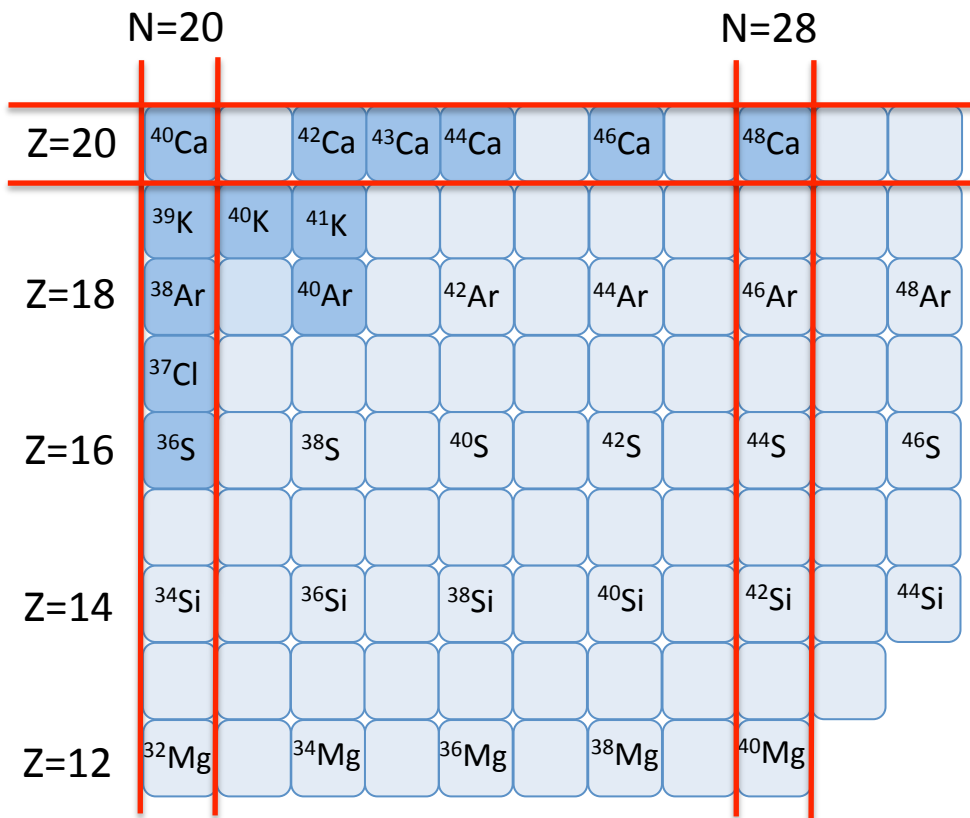 N=20 N=28
Z=20 ⁴⁰Ca ⁴²Ca ⁴³Ca ⁴⁴Ca ⁴⁶Ca ⁴⁸Ca
³⁹K ⁴⁰K ⁴¹K
Z=18 ³⁸Ar ⁴⁰Ar ⁴²Ar ⁴⁴Ar ⁴⁶Ar ⁴⁸Ar
³⁷Cl
Z=16 ³⁶S ³⁸S ⁴⁰S ⁴²S ⁴⁴S ⁴⁶S
Z=14 ³⁴Si ³⁶Si ³⁸Si ⁴⁰Si ⁴²Si ⁴⁴Si
Z=12 ³²Mg ³⁴Mg ³⁶Mg ³⁸Mg ⁴⁰Mg